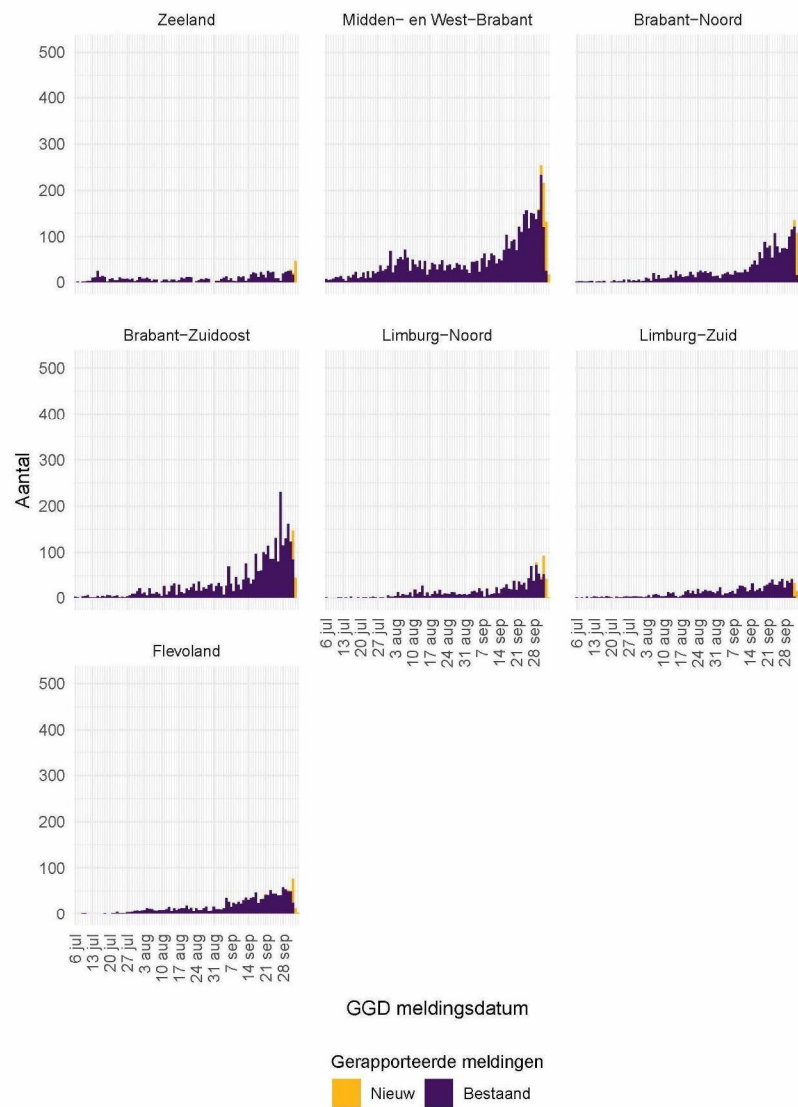 Zeeland
Midden- en West-Brabant
Brabant-Noord
500
400
300
200
100
0
Brabant-Zuidoost
Limburg-Noord
Limburg-Zuid
500
400
300
200
100
0
Aantal
6 jul
13 jul
20 jul
27 jul
3 aug
10 aug
17 aug
24 aug
31 aug
7 sep
14 sep
21 sep
28 sep
6 jul
13 jul
20 jul
27 jul
3 aug
10 aug
17 aug
24 aug
31 aug
7 sep
14 sep
21 sep
28 sep
Flevoland
500
400
300
200
100
0
6 jul
13 jul
20 jul
27 jul
3 aug
10 aug
17 aug
24 aug
31 aug
7 sep
14 sep
21 sep
28 sep
GGD meldingsdatum
Gerapporteerde meldingen
Nieuw Bestaand